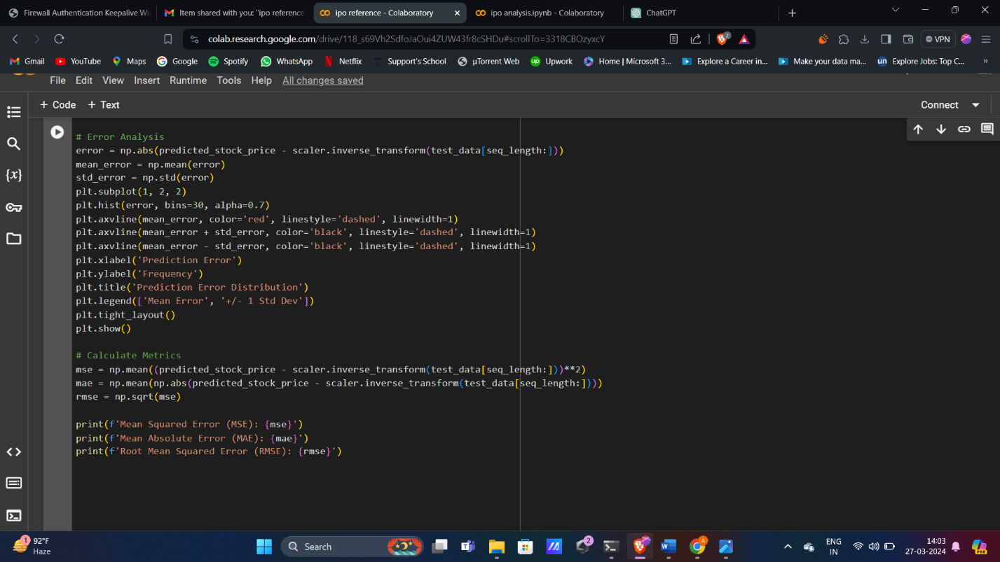 Firewall Authentication Keepalive Wi
Item shared with you: "ipo reference
ipo reference - Colaboratory
ipo analysis.ipynb - Colaboratory
ChatGPT
colab.research.google.com/drive/118_s69Vh2SdfoJaOui4ZUW43fr8cSHDu#scrollTo=3318CBOzyxcY
2
VPN
Gmail
YouTube
Maps
Google
Spotify
WhatsApp
Netflix
Support's School
µTorrent Web
Upwork
Home | Microsoft 3...
Explore a Career in...
Make your data ma...
Explore Jobs: Top C...
File Edit View Insert Runtime Tools Help All changes saved
+ Code + Text
Connect
{x}
# Error Analysis
error = np.abs(predicted_stock_price - scaler.inverse_transform(test_data[seq_length:]))
mean_error = np.mean(error)
std_error = np.std(error)
plt.subplot(1, 2, 2)
plt.hist(error, bins=30, alpha=0.7)
plt.axvline(mean_error, color='red', linestyle='dashed', linewidth=1)
plt.axvline(mean_error + std_error, color='black', linestyle='dashed', linewidth=1)
plt.axvline(mean_error - std_error, color='black', linestyle='dashed', linewidth=1)
plt.xlabel('Prediction Error')
plt.ylabel('Frequency')
plt.title('Prediction Error Distribution')
plt.legend(['Mean Error', '+/- 1 Std Dev'])
plt.tight_layout()
plt.show()
# Calculate Metrics
mse = np.mean((predicted_stock_price - scaler.inverse_transform(test_data[seq_length:]))**2)
mae = np.mean(np.abs(predicted_stock_price - scaler.inverse_transform(test_data[seq_length:])))
rmse = np.sqrt(mse)
print(f'Mean Squared Error (MSE): {mse}')
print(f'Mean Absolute Error (MAE): {mae}')
print(f'Root Mean Squared Error (RMSE): {rmse}')
1
92°F
Haze
Search
2
ENG
IN
14:03
27-03-2024
PRE